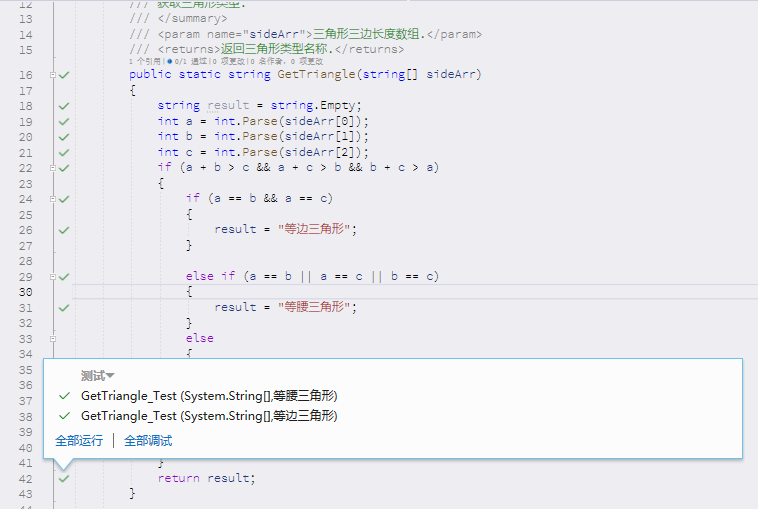 12 /// 获取三角形类型.
13 /// </summary>
14 /// <param name="sideArr">三角形三边长度数组.</param>
15 /// <returns>返回三角形类型名称.</returns>
1 个引用|0/1 通过|0 项更改|0 名作者, 0 项更改
16 public static string GetTriangle(string[] sideArr)
17 {
18 string result = string.Empty;
19 int a = int.Parse(sideArr[0]);
20 int b = int.Parse(sideArr[1]);
21 int c = int.Parse(sideArr[2]);
22 if (a + b > c && a + c > b && b + c > a)
23 {
24 if (a == b && a == c)
25 {
26 result = "等边三角形";
27 }
28
29 else if (a == b || a == c || b == c)
30 {
31 result = "等腰三角形";
32 }
33 else
34 {
35
测试
36
GetTriangle_Test (System.String[],等腰三角形)
37
38
GetTriangle_Test (System.String[],等边三角形)
39
40
全部运行 | 全部调试
41 }
42 return result;
43 }
44